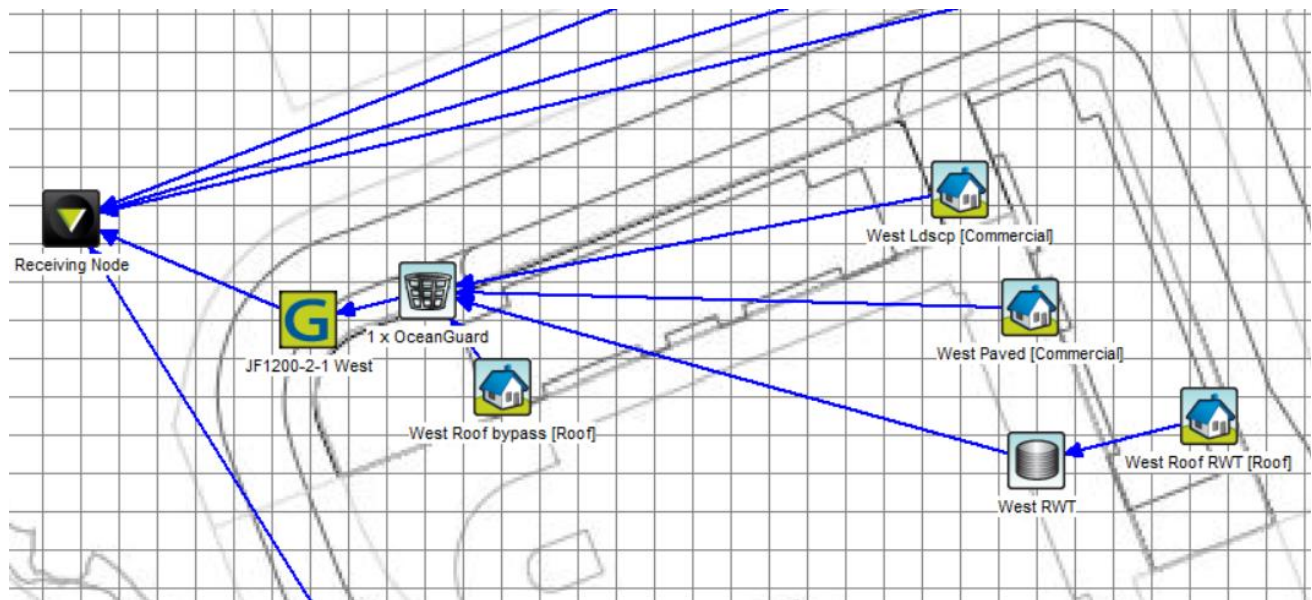 West Ldscp [Commercial]
Receiving Node
G
1 x OceanGuard
JF1200-2-1 West
West Paved [Commercial]
West Roof bypass [Roof]
West Roof RWT [Roof]
West RWT